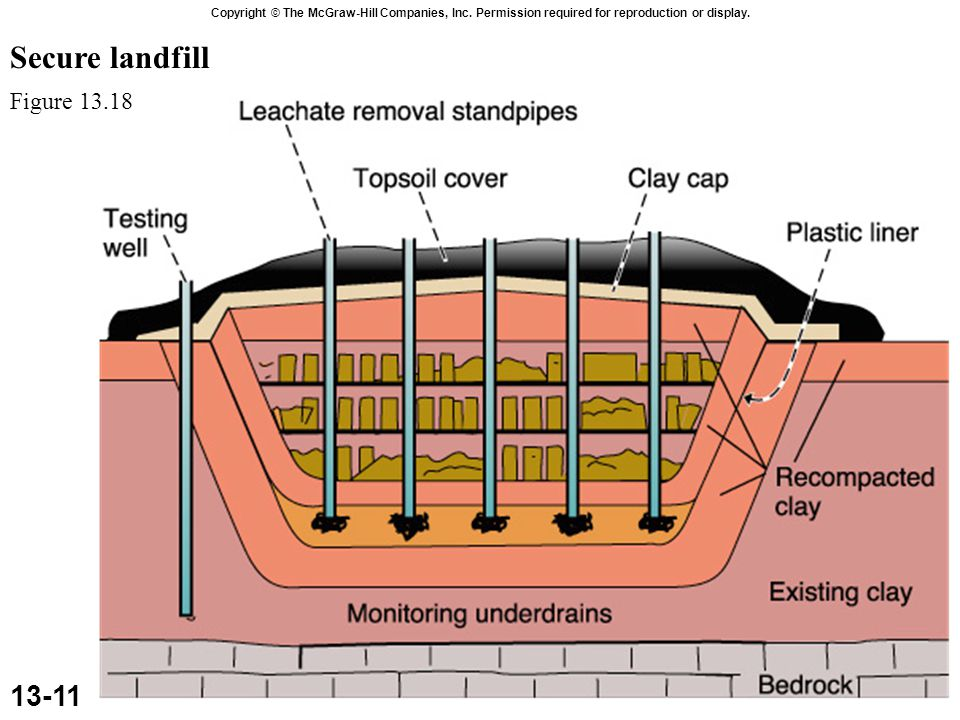 Copyright © The McGraw-Hill Companies, Inc. Permission required for reproduction or display.
Secure landfill
Figure 13.18
Leachate removal standpipes
Topsoil cover
Clay cap
Testing
well
Plastic liner
Recompacted
clay
Existing clay
Monitoring underdrains
Bedrock
13-11